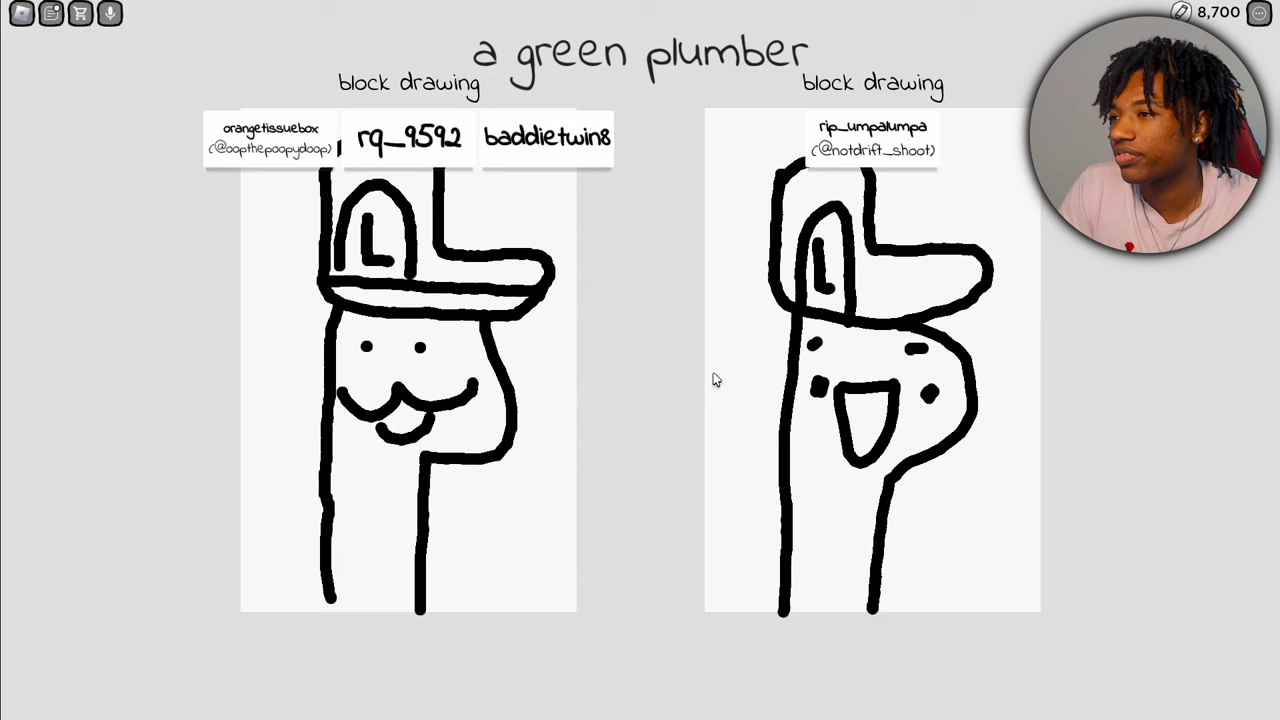 8,700
a green plumber
block drawing
block drawing
orangetissuebox
(@oopthepoopydoop)
rq_9592
baddietwin8
rip_umpalumpa
(@notdrift_shoot)
L
L